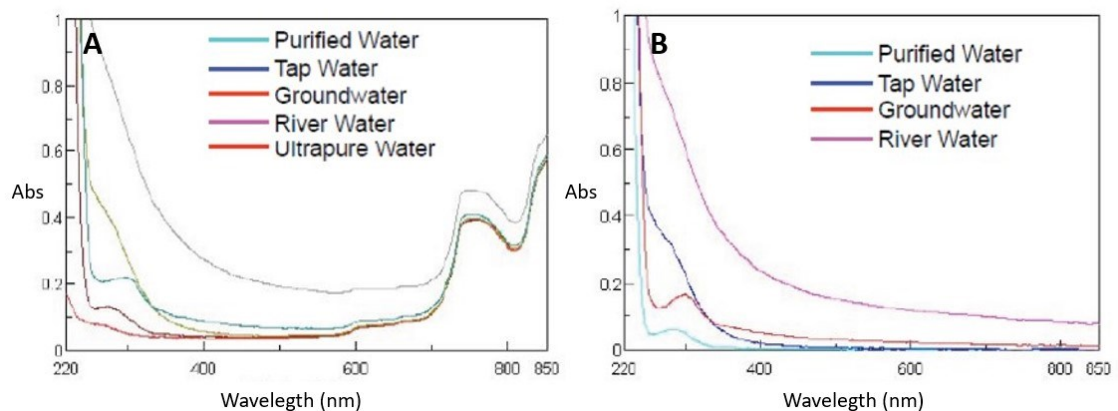 A
Purified Water
Tap Water
Groundwater
River Water
Ultrapure Water
1
0.8
0.6
0.4
0.2
0
Abs
220
400
600
800
850
Wavelegth (nm)
B
Purified Water
Tap Water
Groundwater
River Water
1
0.8
0.6
0.4
0.2
0
Abs
220
400
600
800
850
Wavelegth (nm)